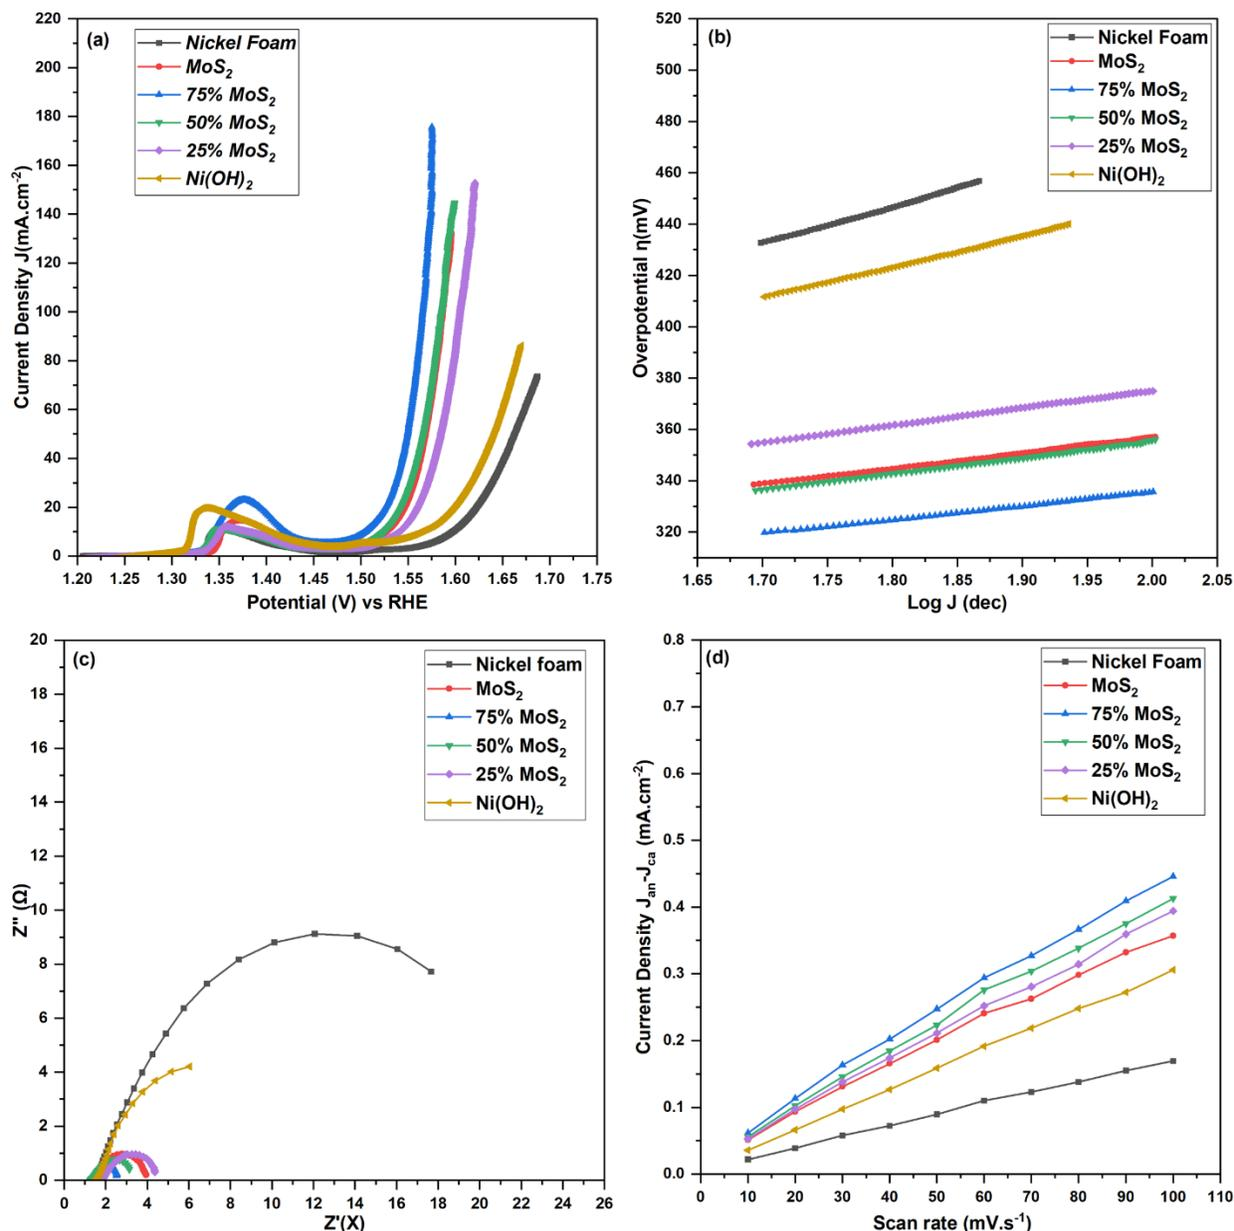 (a)
Nickel Foam
MoS₂
75% MoS₂
50% MoS₂
25% MoS₂
Ni(OH)₂
220
200
180
160
140
120
100
80
60
40
20
0
Current Density J(mA.cm⁻²)
1.20 1.25 1.30 1.35 1.40 1.45 1.50 1.55 1.60 1.65 1.70 1.75
Potential (V) vs RHE
(b)
Nickel Foam
MoS₂
75% MoS₂
50% MoS₂
25% MoS₂
Ni(OH)₂
520
500
480
460
440
420
400
380
360
340
320
Overpotential η(mV)
1.65 1.70 1.75 1.80 1.85 1.90 1.95 2.00 2.05
Log J (dec)
(c)
Nickel foam
MoS₂
75% MoS₂
50% MoS₂
25% MoS₂
Ni(OH)₂
20
18
16
14
12
10
8
6
4
2
0
Z'' (Ω)
0 2 4 6 8 10 12 14 16 18 20 22 24 26
Z'(X)
(d)
Nickel Foam
MoS₂
75% MoS₂
50% MoS₂
25% MoS₂
Ni(OH)₂
0.8
0.7
0.6
0.5
0.4
0.3
0.2
0.1
0.0
Current Density Jₐₙ-J꜀ₐ (mA.cm⁻²)
0 10 20 30 40 50 60 70 80 90 100 110
Scan rate (mV.s⁻¹)